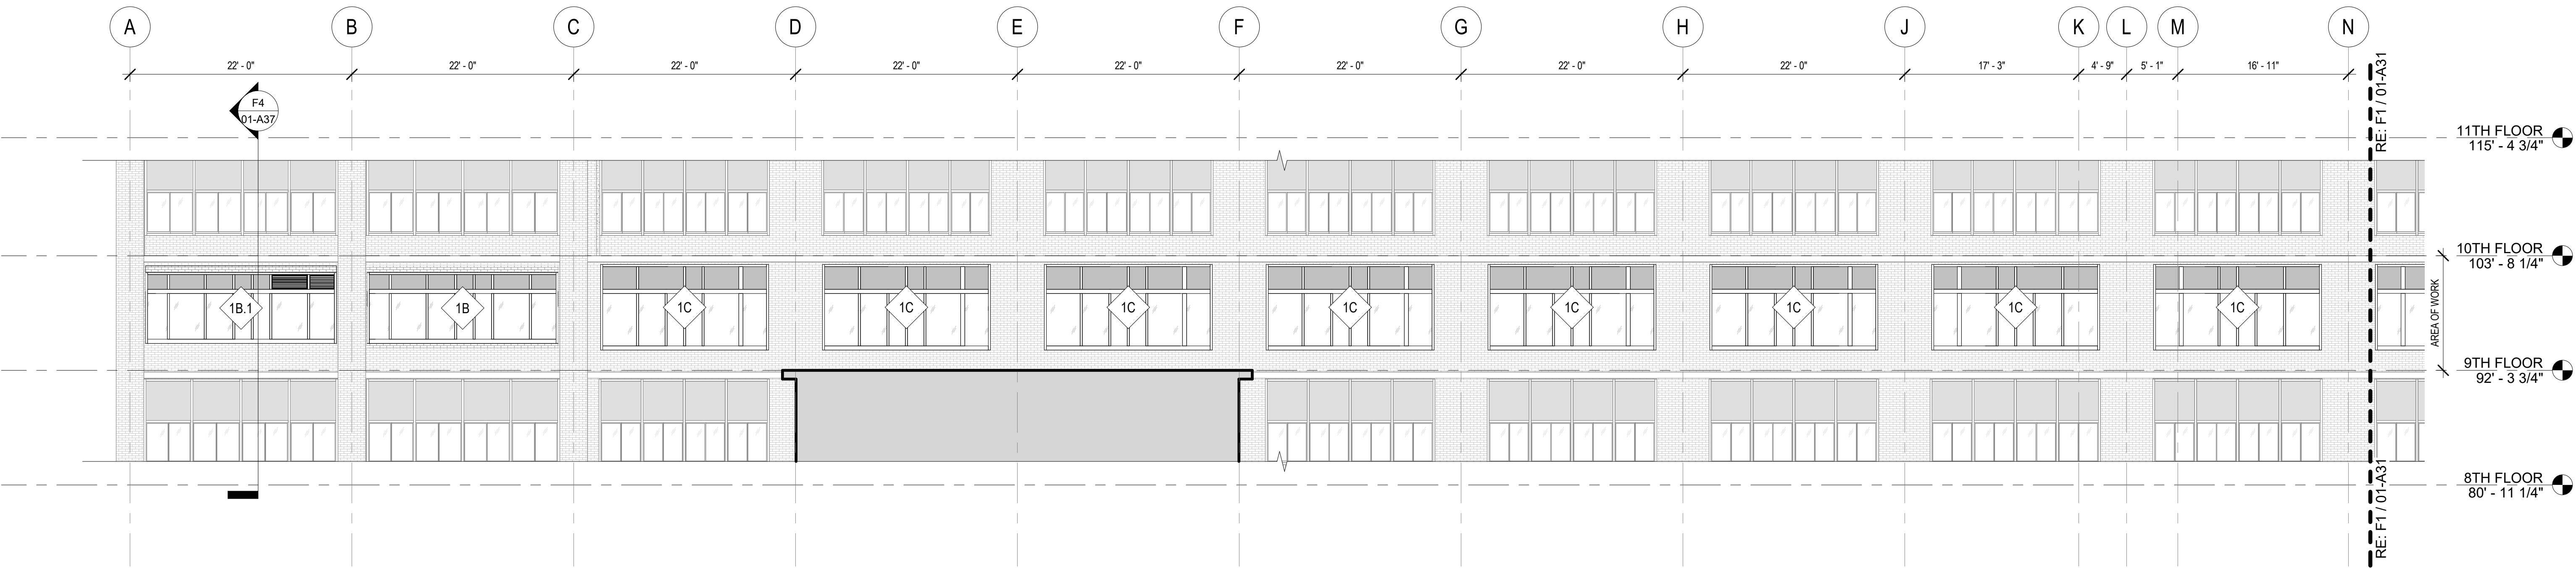 A B C D E F G H J K L M N
22' - 0" 22' - 0" 22' - 0" 22' - 0" 22' - 0" 22' - 0" 22' - 0" 22' - 0" 17' - 3" 4' - 9" 5' - 1" 16' - 11"
RE: F1 / 01-A31
F4
01-A37
11TH FLOOR
115' - 4 3/4"
10TH FLOOR
103' - 8 1/4"
1B.1 1B 1C 1C 1C 1C 1C 1C 1C 1C
AREA OF WORK
9TH FLOOR
92' - 3 3/4"
8TH FLOOR
80' - 11 1/4"
RE: F1 / 01-A31